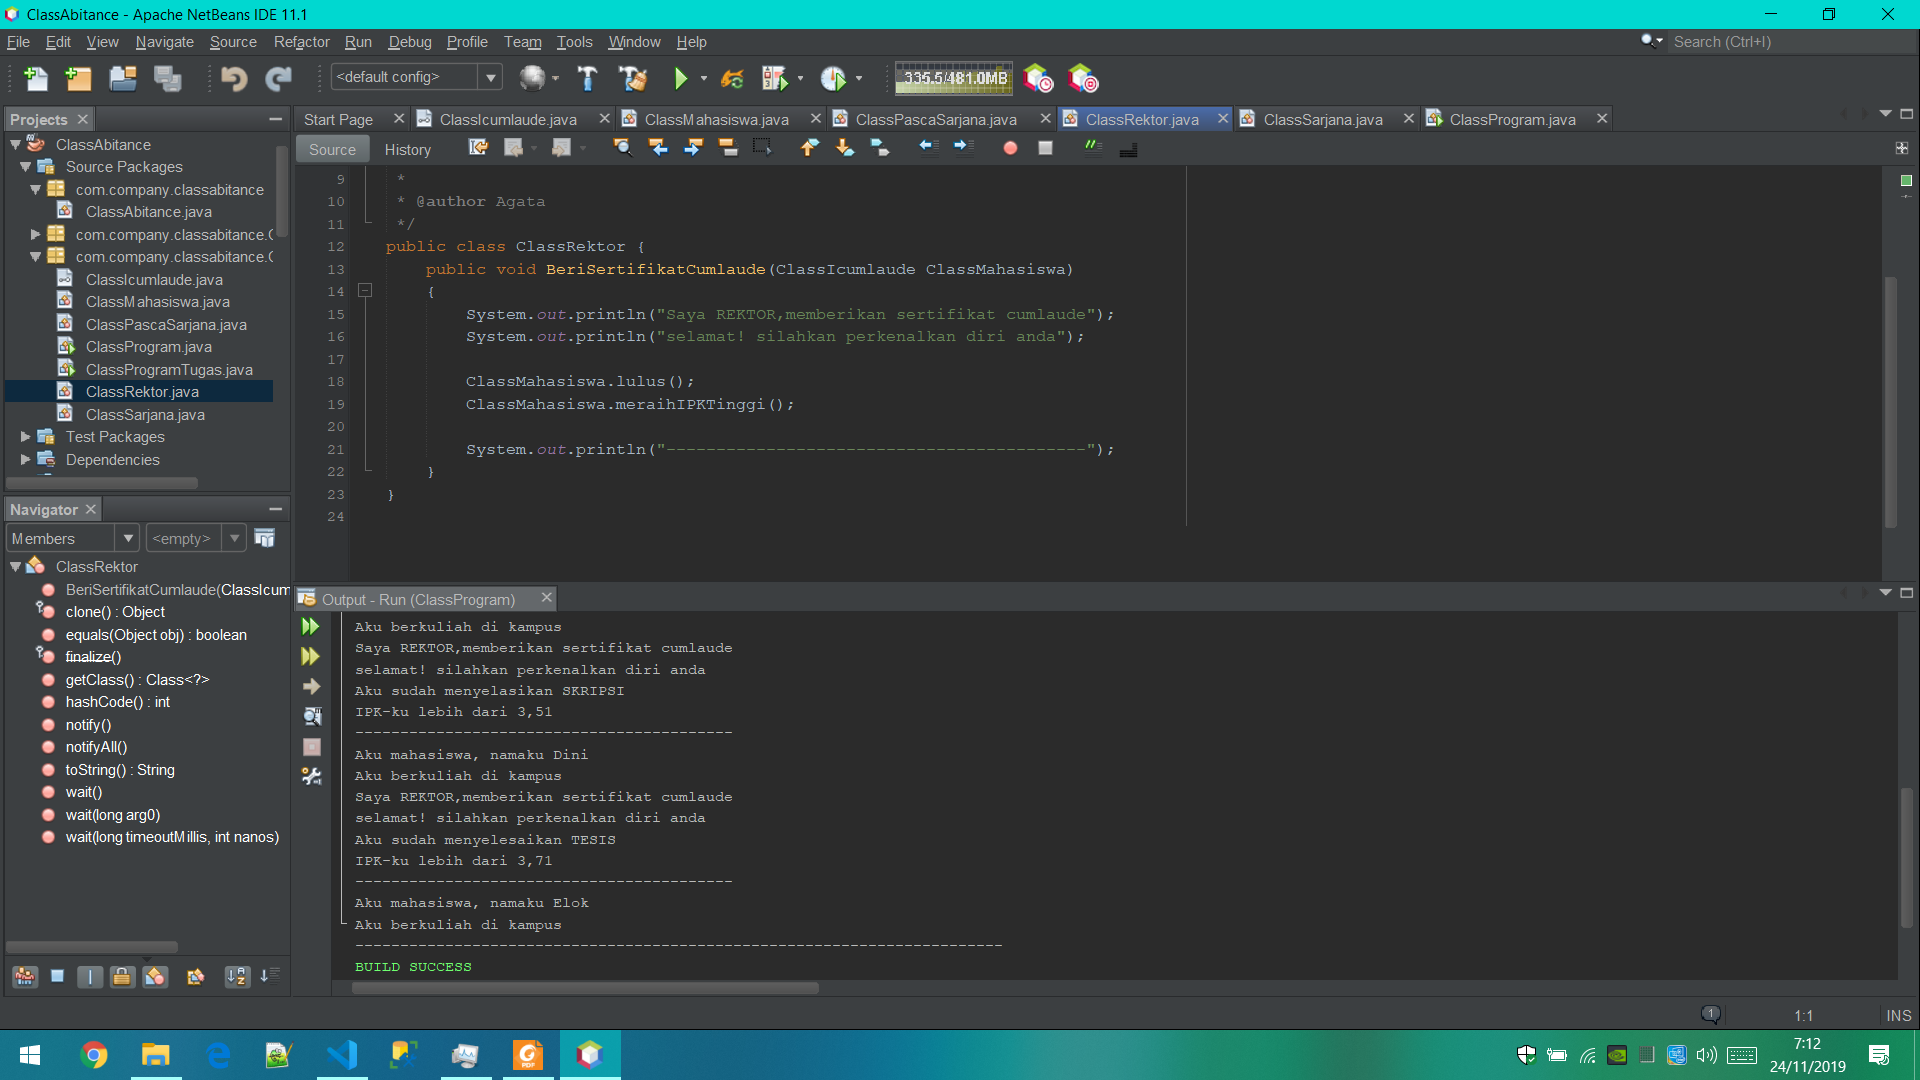 ClassAbitance - Apache NetBeans IDE 11.1
File Edit View Navigate Source Refactor Run Debug Profile Team Tools Window Help
Search (Ctrl+I)
<default config>
335.5/481.0MB
Projects
Start Page ClassIcumlaude.java ClassMahasiswa.java ClassPascaSarjana.java ClassRektor.java ClassSarjana.java ClassProgram.java
Source History
ClassAbitance
Source Packages
com.company.classabitance
ClassAbitance.java
com.company.classabitance.
com.company.classabitance.
ClassIcumlaude.java
ClassMahasiswa.java
ClassPascaSarjana.java
ClassProgram.java
ClassProgramTugas.java
ClassRektor.java
ClassSarjana.java
Test Packages
Dependencies
9 *
10 * @author Agata
11 */
12 public class ClassRektor {
13 public void BeriSertifikatCumlaude(ClassIcumlaude ClassMahasiswa)
14 {
15 System.out.println("Saya REKTOR,memberikan sertifikat cumlaude");
16 System.out.println("selamat! silahkan perkenalkan diri anda");
17
18 ClassMahasiswa.lulus();
19 ClassMahasiswa.meraihIPKTinggi();
20
21 System.out.println("------------------------------------------");
22 }
23 }
24
Navigator
Members <empty>
ClassRektor
BeriSertifikatCumlaude(ClassIcum
clone() : Object
equals(Object obj) : boolean
finalize()
getClass() : Class<?>
hashCode() : int
notify()
notifyAll()
toString() : String
wait()
wait(long arg0)
wait(long timeoutMillis, int nanos)
Output - Run (ClassProgram)
Aku berkuliah di kampus
Saya REKTOR,memberikan sertifikat cumlaude
selamat! silahkan perkenalkan diri anda
Aku sudah menyelasikan SKRIPSI
IPK-ku lebih dari 3,51
------------------------------------------
Aku mahasiswa, namaku Dini
Aku berkuliah di kampus
Saya REKTOR,memberikan sertifikat cumlaude
selamat! silahkan perkenalkan diri anda
Aku sudah menyelesaikan TESIS
IPK-ku lebih dari 3,71
------------------------------------------
Aku mahasiswa, namaku Elok
Aku berkuliah di kampus
------------------------------------------------------------------------
BUILD SUCCESS
1 1:1 INS
7:12
24/11/2019